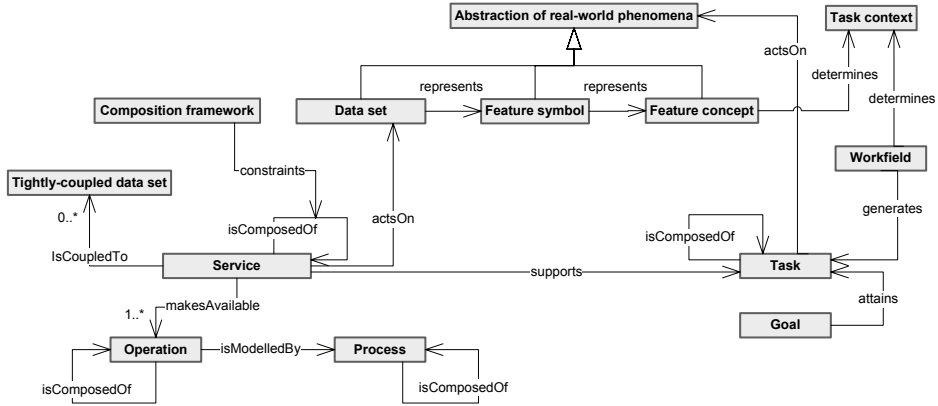 Abstraction of real-world phenomena
Task context
actsOn
determines
represents
represents
determines
Composition framework
Data set
Feature symbol
Feature concept
Workfield
constraints
Tightly-coupled data set
generates
0..*
actsOn
isComposedOf
isComposedOf
IsCoupledTo
Service
supports
Task
makesAvailable
attains
1..*
Goal
Operation
isModelledBy
Process
isComposedOf
isComposedOf